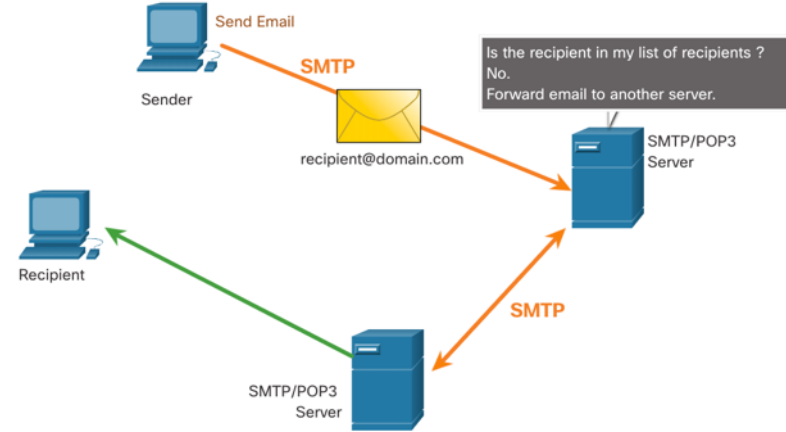 Send Email
SMTP
Sender
recipient@domain.com
Is the recipient in my list of recipients ?
No.
Forward email to another server.
SMTP/POP3
Server
Recipient
SMTP
SMTP/POP3
Server